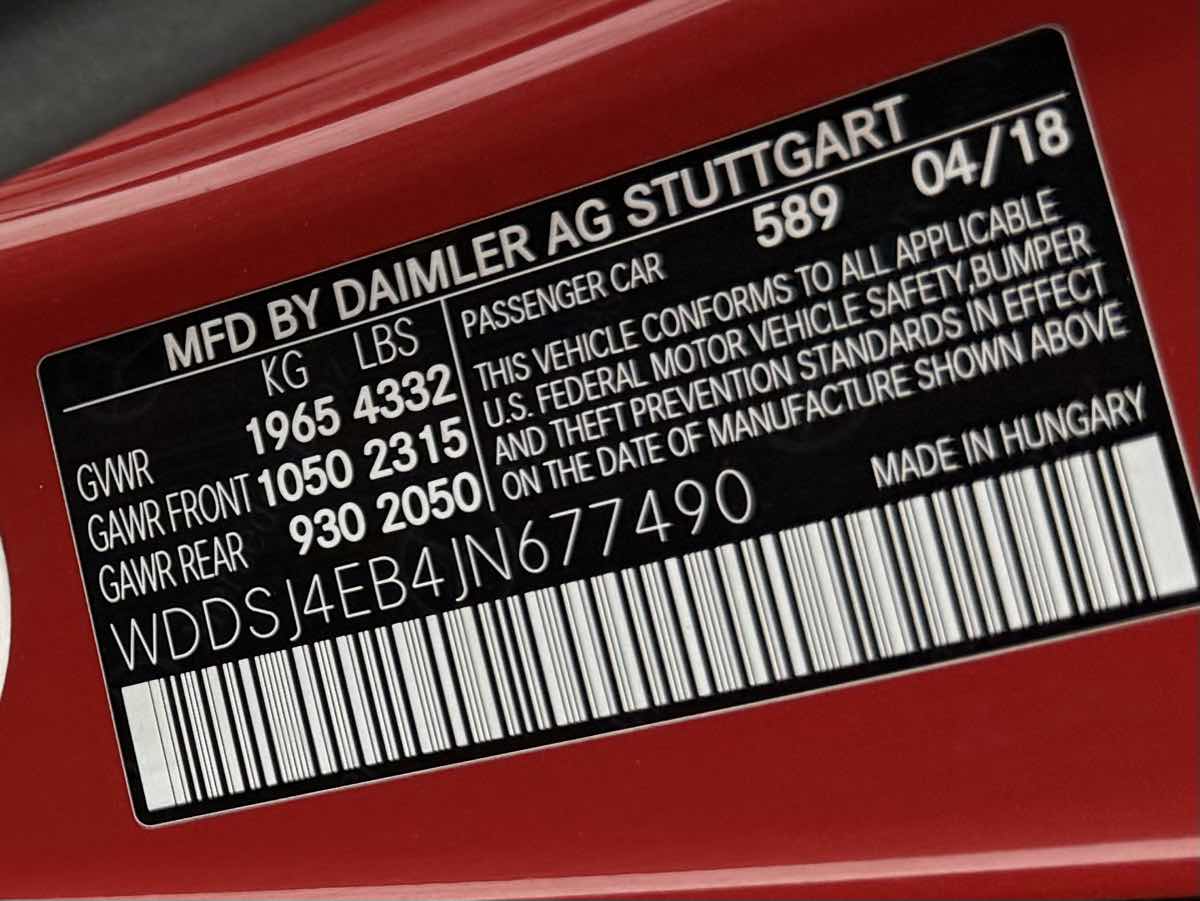 MFD BY DAIMLER AG STUTTGART
KG LBS
GVWR 1965 4332
GAWR FRONT 1050 2315
GAWR REAR 930 2050
PASSENGER CAR 589 04/18
THIS VEHICLE CONFORMS TO ALL APPLICABLE
U.S. FEDERAL MOTOR VEHICLE SAFETY,BUMPER
AND THEFT PREVENTION STANDARDS IN EFFECT
ON THE DATE OF MANUFACTURE SHOWN ABOVE
WDDSJ4EB4JN677490
MADE IN HUNGARY